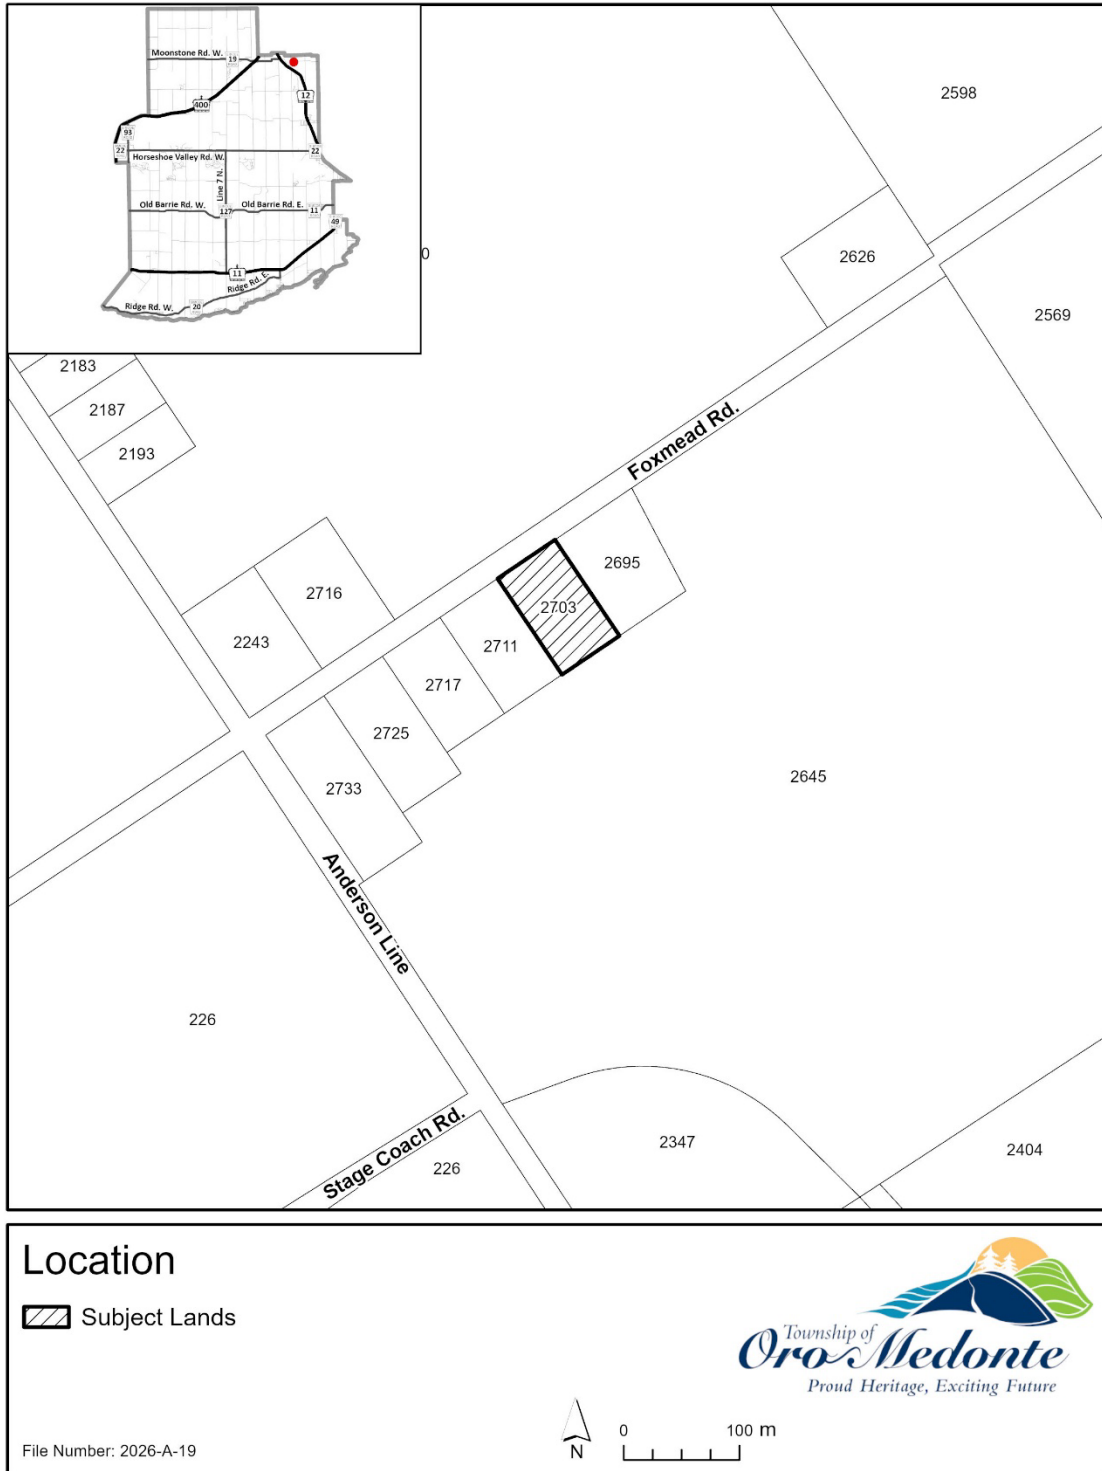 Moonstone Rd. W.
19
12
400
93
22
22
Horseshoe Valley Rd. W.
Line 7 N.
Old Barrie Rd. W.
Old Barrie Rd. E.
127
11
49
11
Ridge Rd. E.
Ridge Rd. W.
20
0
2598
2626
2569
2183
2187
2193
Foxmead Rd.
2695
2716
2703
2243
2711
2717
2725
2733
2645
Anderson Line
226
Stage Coach Rd.
226
2347
2404
Location
Subject Lands
Township of
Oro-Medonte
Proud Heritage, Exciting Future
N
0 100 m
File Number: 2026-A-19